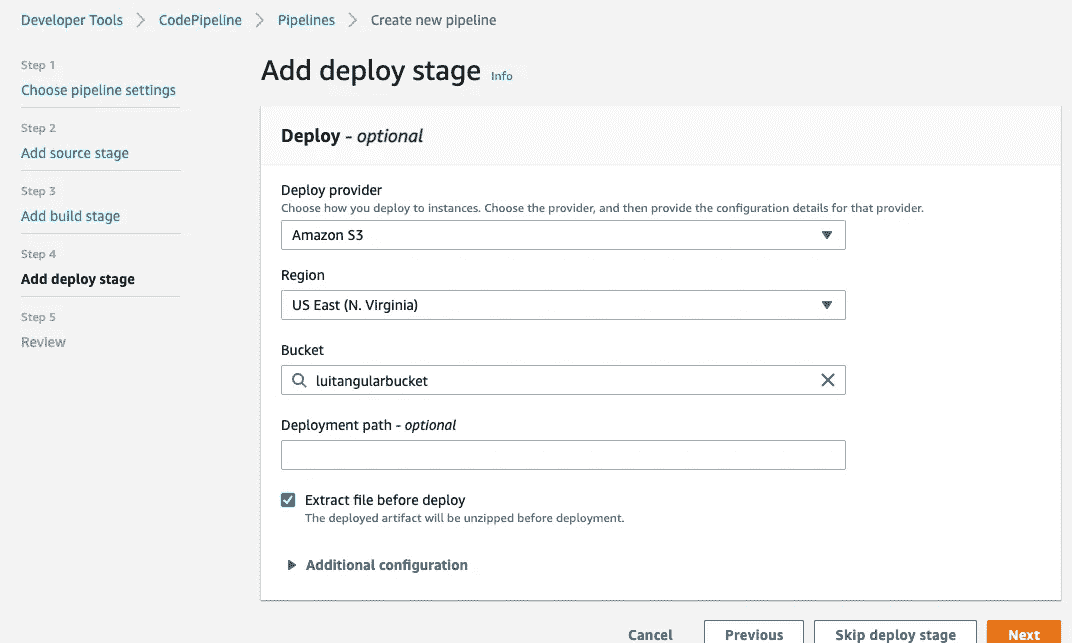 Developer Tools > CodePipeline > Pipelines > Create new pipeline
Step 1
Choose pipeline settings
Step 2
Add source stage
Step 3
Add build stage
Step 4
Add deploy stage
Step 5
Review
Add deploy stage Info
Deploy - optional
Deploy provider
Choose how you deploy to instances. Choose the provider, and then provide the configuration details for that provider.
Amazon S3
Region
US East (N. Virginia)
Bucket
luitangularbucket
Deployment path - optional
Extract file before deploy
The deployed artifact will be unzipped before deployment.
Additional configuration
Cancel Previous Skip deploy stage Next